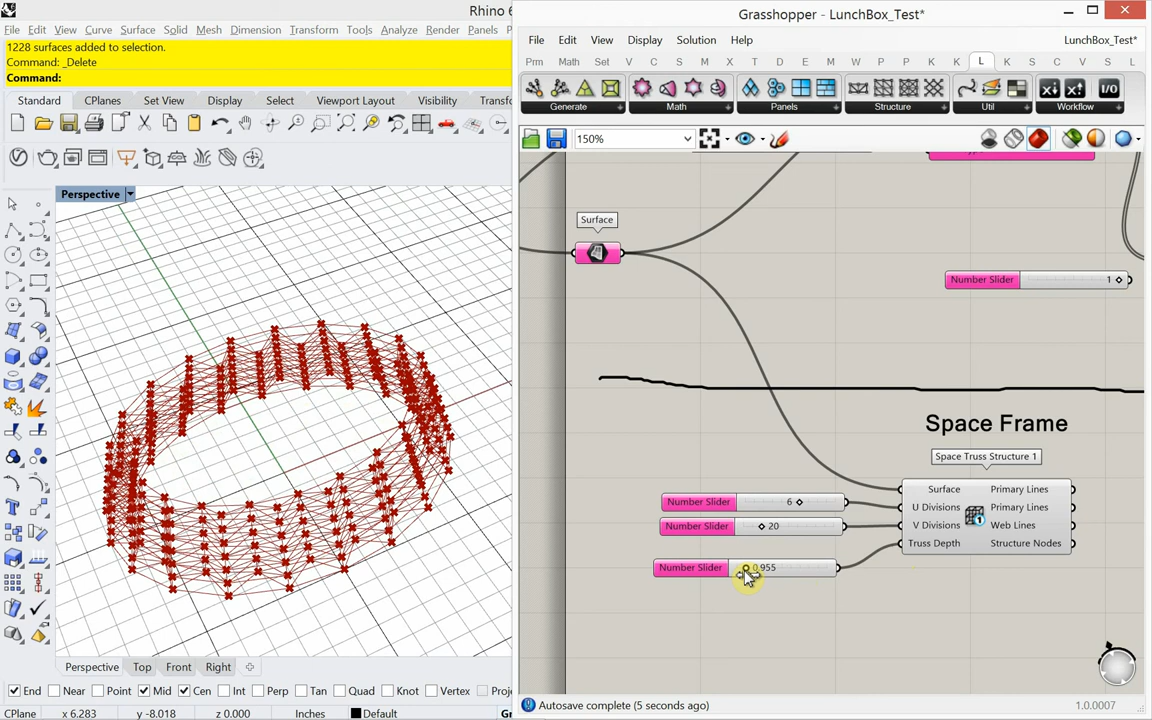 Rhino 6
Grasshopper - LunchBox_Test*
File Edit View Curve Surface Solid Mesh Dimension Transform Tools Analyze Render Panels
File Edit View Display Solution Help
LunchBox_Test*
1228 surfaces added to selection.
Command: _Delete
Command:
Prm Math Set V C S M X T D E M W P P K K L K S C V S L
Standard CPlanes Set View Display Select Viewport Layout Visibility Transfo
Generate Math Panels Structure Util Workflow
I/O
150%
Perspective
Surface
Number Slider 1
Space Frame
Space Truss Structure 1
Surface Primary Lines
Number Slider 6
U Divisions Primary Lines
Number Slider 20
V Divisions Web Lines
Truss Depth Structure Nodes
Number Slider 0.955
Perspective Top Front Right
End Near Point Mid Cen Int Perp Tan Quad Knot Vertex Proje
Autosave complete (5 seconds ago)
1.0.0007
CPlane x 6.283 y -8.018 z 0.000 Inches Default Gr